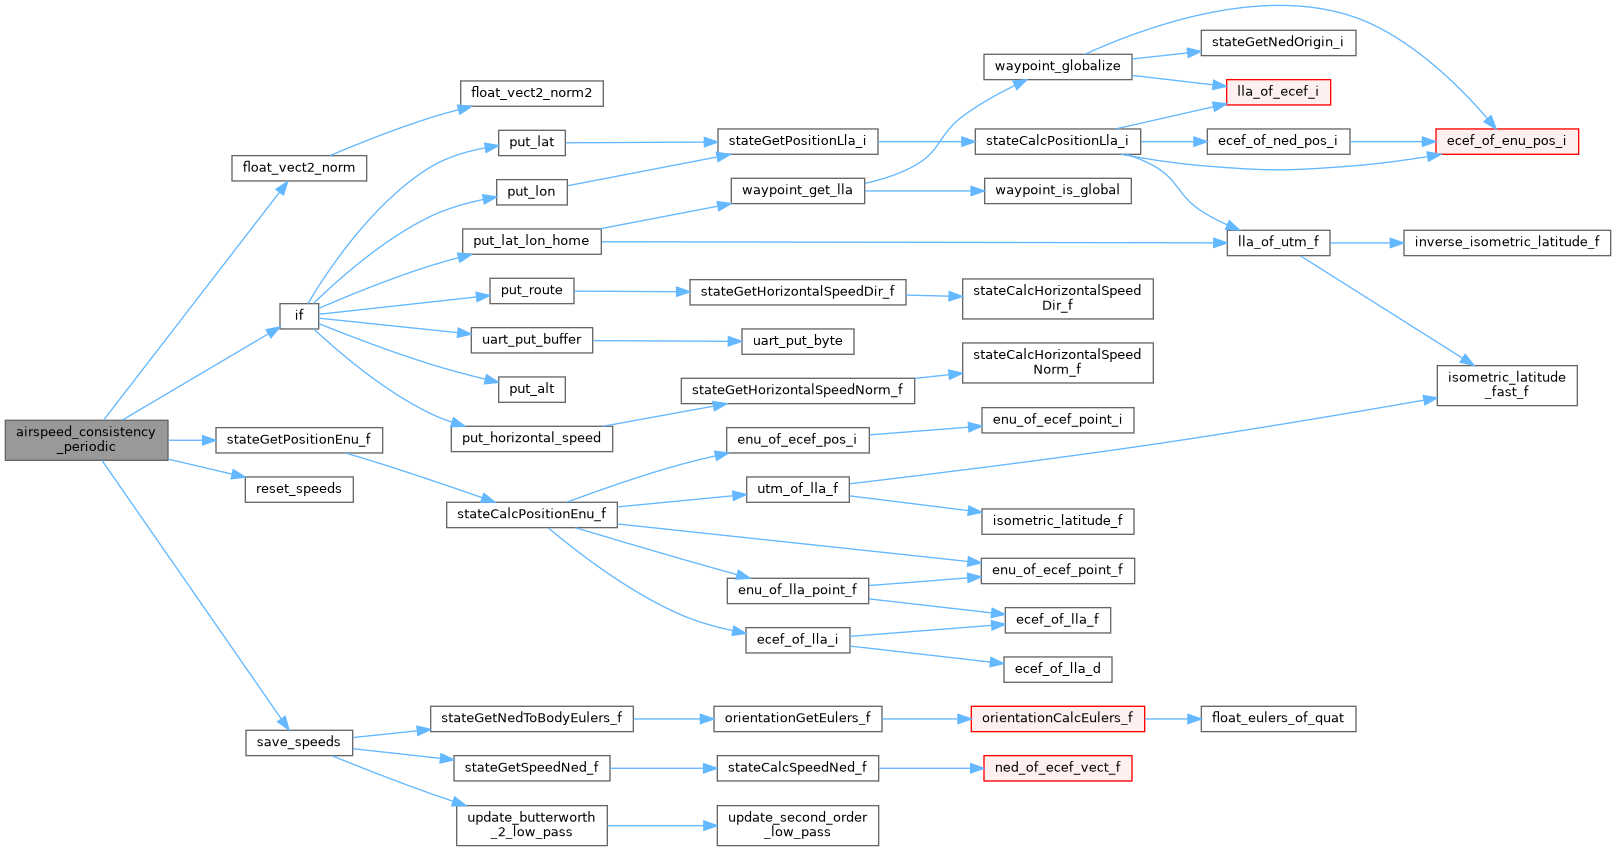 airspeed_consistency
_periodic
float_vect2_norm
float_vect2_norm2
if
put_lat
stateGetPositionLla_i
stateCalcPositionLla_i
lla_of_ecef_i
ecef_of_ned_pos_i
ecef_of_enu_pos_i
lla_of_utm_f
inverse_isometric_latitude_f
isometric_latitude
_fast_f
put_lon
put_lat_lon_home
waypoint_get_lla
waypoint_globalize
stateGetNedOrigin_i
waypoint_is_global
put_route
stateGetHorizontalSpeedDir_f
stateCalcHorizontalSpeed
Dir_f
uart_put_buffer
uart_put_byte
put_alt
put_horizontal_speed
stateGetHorizontalSpeedNorm_f
stateCalcHorizontalSpeed
Norm_f
stateGetPositionEnu_f
stateCalcPositionEnu_f
enu_of_ecef_pos_i
enu_of_ecef_point_i
utm_of_lla_f
isometric_latitude_f
enu_of_ecef_point_f
enu_of_lla_point_f
ecef_of_lla_f
ecef_of_lla_i
ecef_of_lla_d
reset_speeds
save_speeds
stateGetNedToBodyEulers_f
orientationGetEulers_f
orientationCalcEulers_f
float_eulers_of_quat
stateGetSpeedNed_f
stateCalcSpeedNed_f
ned_of_ecef_vect_f
update_butterworth
_2_low_pass
update_second_order
_low_pass